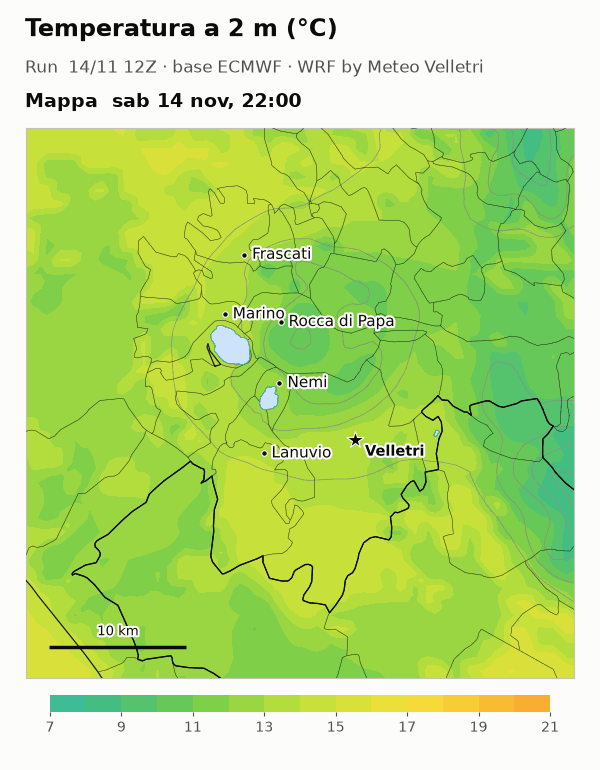 Temperatura a 2 m (°C)
Run  14/11 12Z · base ECMWF · WRF by Meteo Velletri
Mappa  sab 14 nov, 22:00
Frascati
Marino
Rocca di Papa
Nemi
Velletri
Lanuvio
10 km
7 9 11 13 15 17 19 21